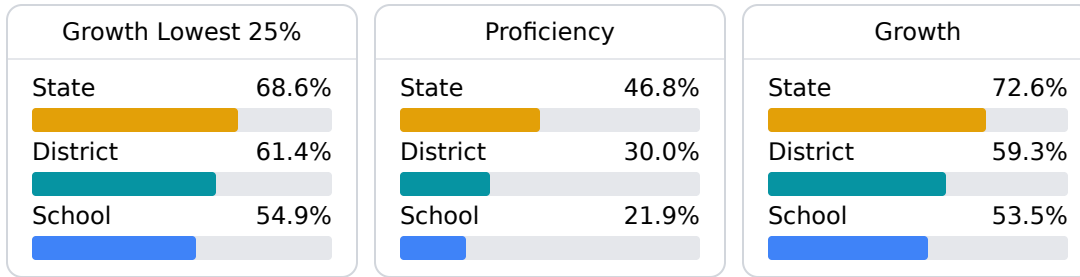 Growth Lowest 25%
State 68.6%
District 61.4%
School 54.9%
Proficiency
State 46.8%
District 30.0%
School 21.9%
Growth
State 72.6%
District 59.3%
School 53.5%